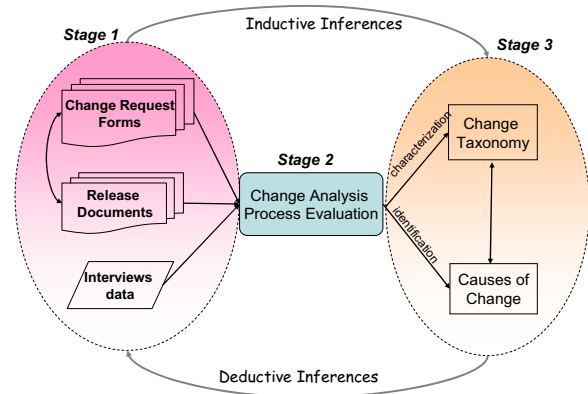 Inductive Inferences
Stage 1
Stage 3
Change Request
Forms
Release
Documents
Interviews
data
Stage 2
Change Analysis
Process Evaluation
characterization
identification
Change
Taxonomy
Causes of
Change
Deductive Inferences